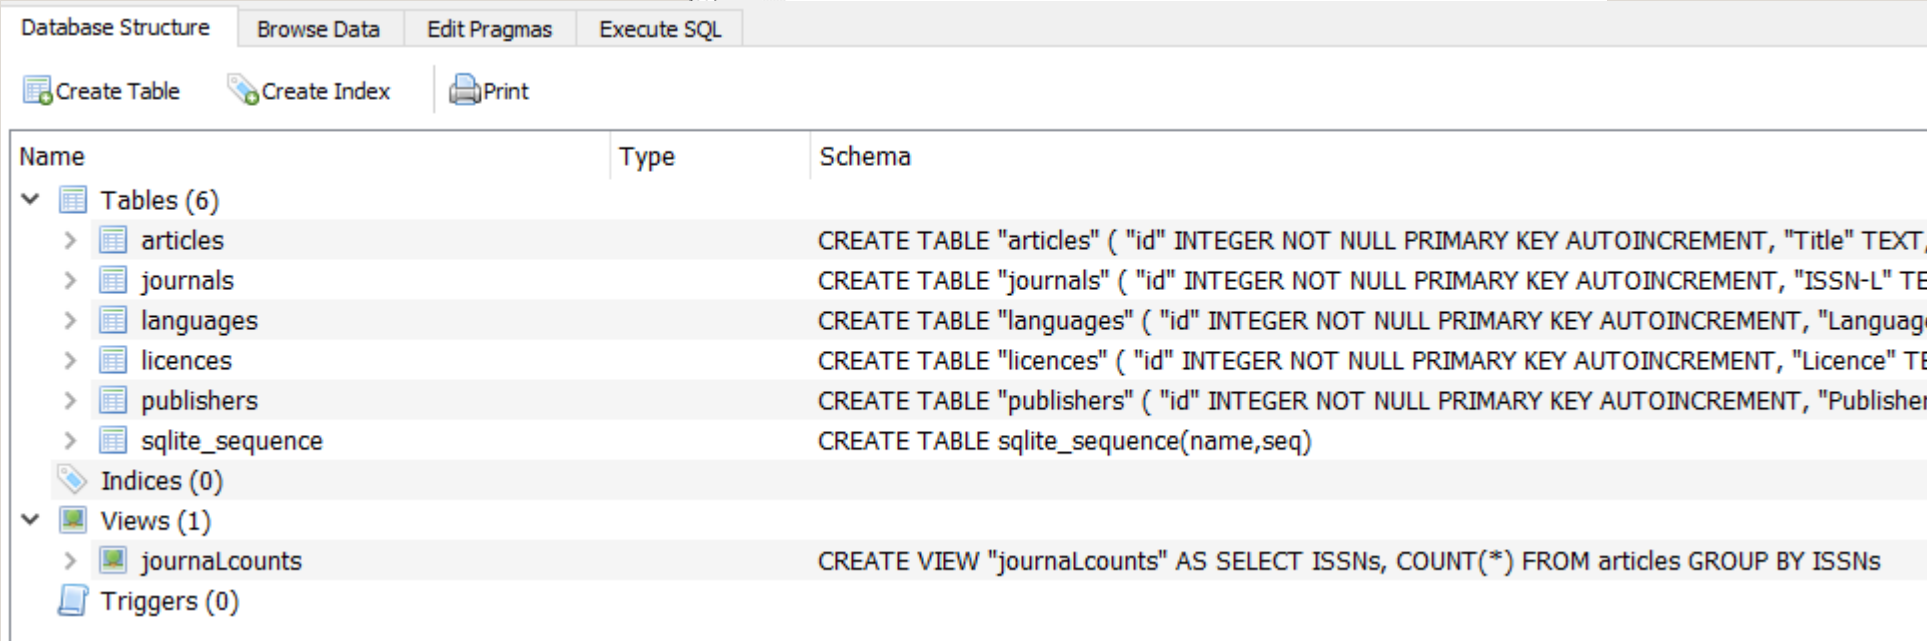 Database Structure Browse Data Edit Pragmas Execute SQL
Create Table Create Index Print
Name Type Schema
Tables (6)
articles CREATE TABLE "articles" ( "id" INTEGER NOT NULL PRIMARY KEY AUTOINCREMENT, "Title" TEXT,
journals CREATE TABLE "journals" ( "id" INTEGER NOT NULL PRIMARY KEY AUTOINCREMENT, "ISSN-L" TE
languages CREATE TABLE "languages" ( "id" INTEGER NOT NULL PRIMARY KEY AUTOINCREMENT, "Languag
licences CREATE TABLE "licences" ( "id" INTEGER NOT NULL PRIMARY KEY AUTOINCREMENT, "Licence" TE
publishers CREATE TABLE "publishers" ( "id" INTEGER NOT NULL PRIMARY KEY AUTOINCREMENT, "Publisher
sqlite_sequence CREATE TABLE sqlite_sequence(name,seq)
Indices (0)
Views (1)
journaLcounts CREATE VIEW "journaLcounts" AS SELECT ISSNs, COUNT(*) FROM articles GROUP BY ISSNs
Triggers (0)